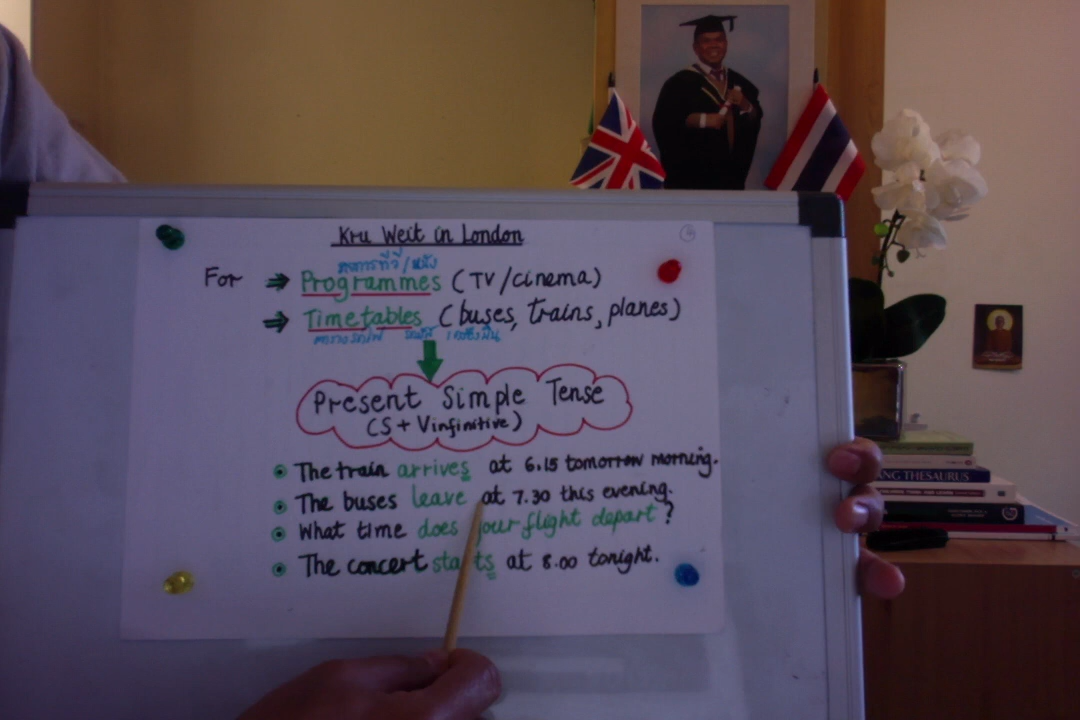 Kru Weit in London
For ⇒ Programmes (TV/cinema)
⇒ Timetables (buses, trains, planes)
Present Simple Tense
(S + Vinfinitive)
The train arrives at 6.15 tomorrow morning.
The buses leave at 7.30 this evening.
What time does your flight depart?
The concert starts at 8.00 tonight.
THESAURUS